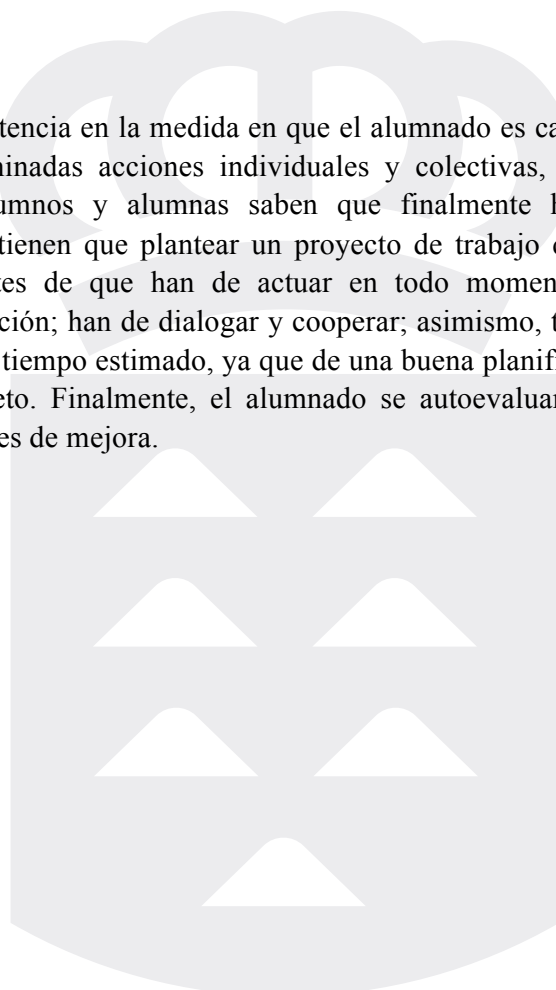 tencia en la medida en que el alumnado es ca
ninadas acciones individuales y colectivas,
umnos y alumnas saben que finalmente h
tienen que plantear un proyecto de trabajo
tes de que han de actuar en todo momen
ción; han de dialogar y cooperar; asimismo, t
tiempo estimado, ya que de una buena planif
eto. Finalmente, el alumnado se autoevaluar
es de mejora.